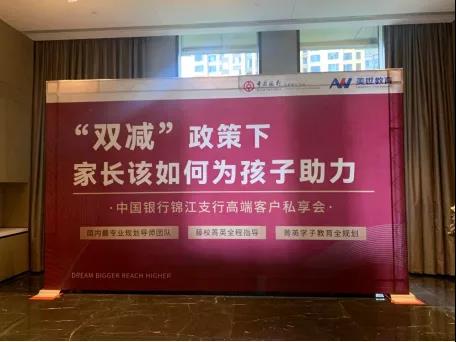 中国银行 美世教育
“双减”政策下
家长该如何为孩子助力
·中国银行锦江支行高端客户私享会·
国内最专业规划导师团队 藤校菁英全程指导 菁英学子教育全规划
DREAM BIGGER REACH HIGHER